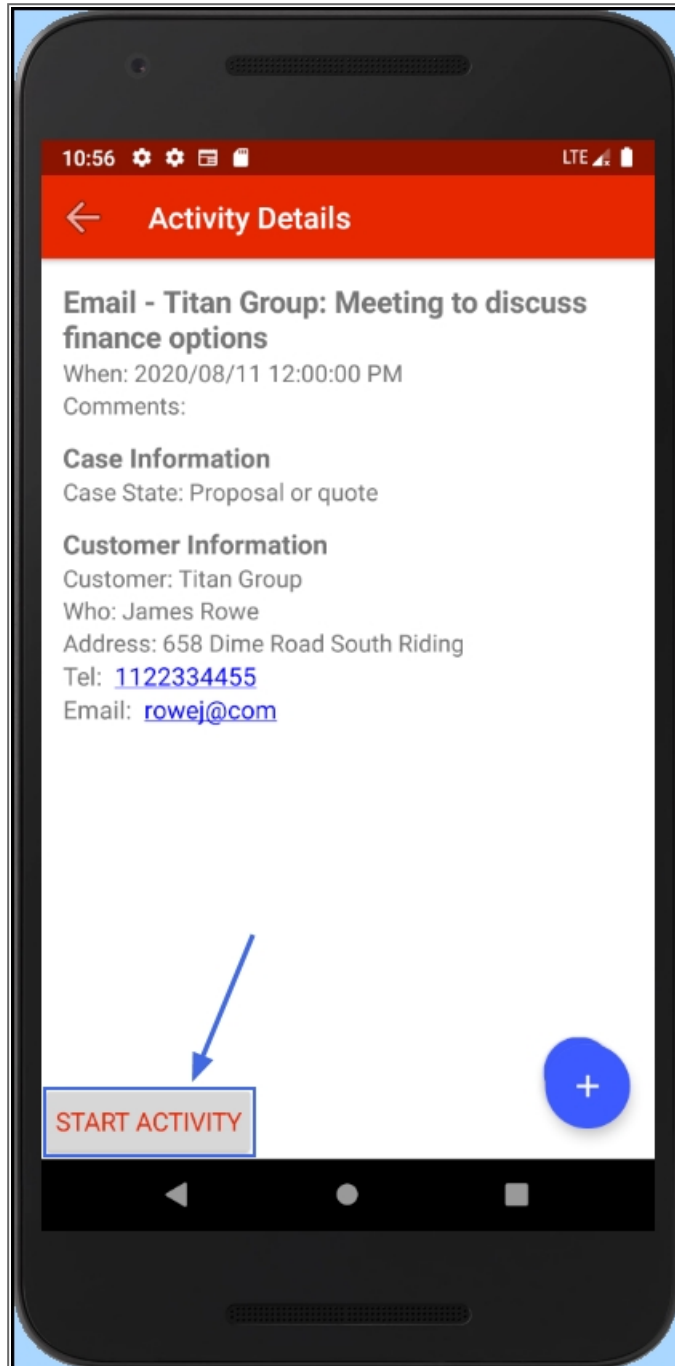 10:56 LTE
Activity Details
Email - Titan Group: Meeting to discuss
finance options
When: 2020/08/11 12:00:00 PM
Comments:
Case Information
Case State: Proposal or quote
Customer Information
Customer: Titan Group
Who: James Rowe
Address: 658 Dime Road South Riding
Tel: 1122334455
Email: rowej@com
START ACTIVITY
+